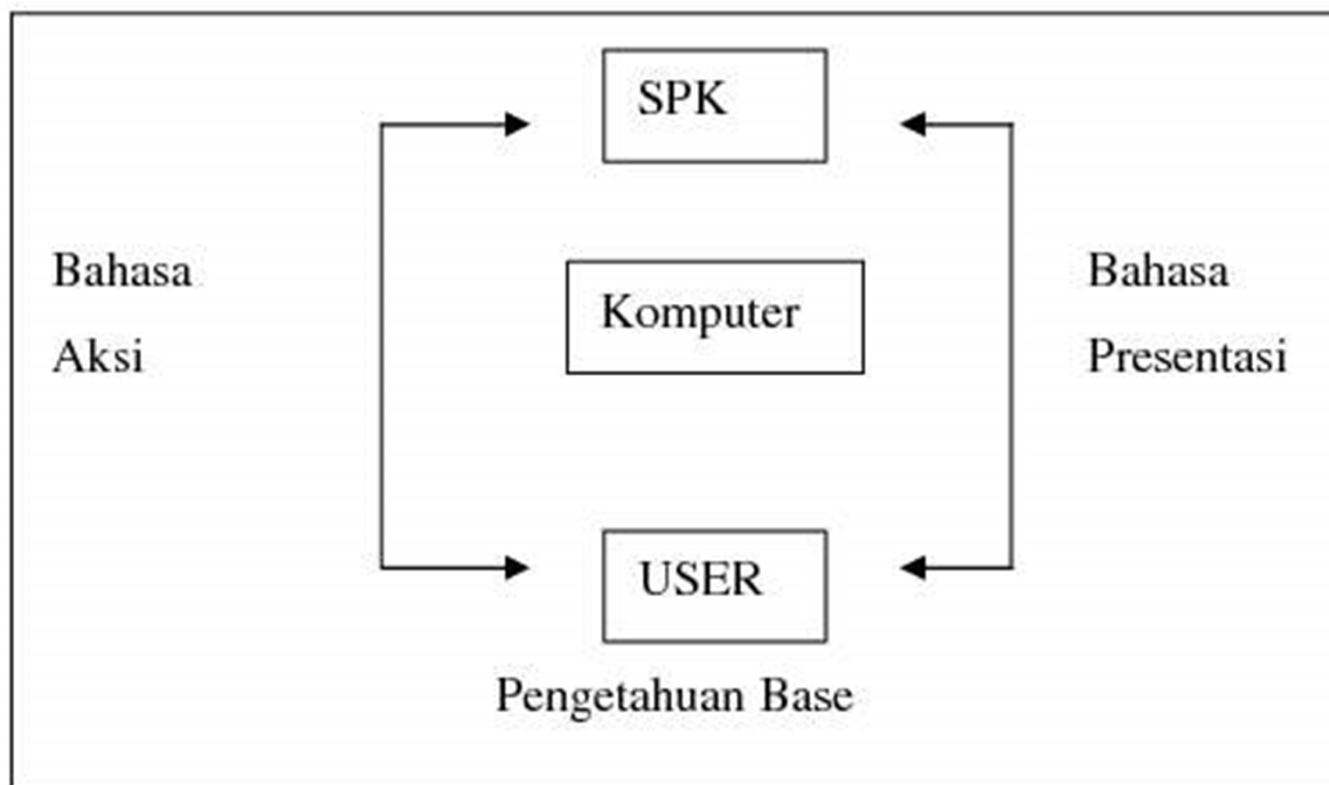 SPK
Bahasa
Aksi
Komputer
Bahasa
Presentasi
USER
Pengetahuan Base